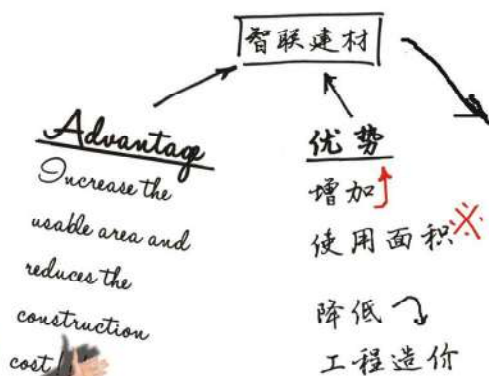 智联建材
Advantage
Increase the
usable area and
reduces the
construction
cost
优势
增加
使用面积※
降低
工程造价